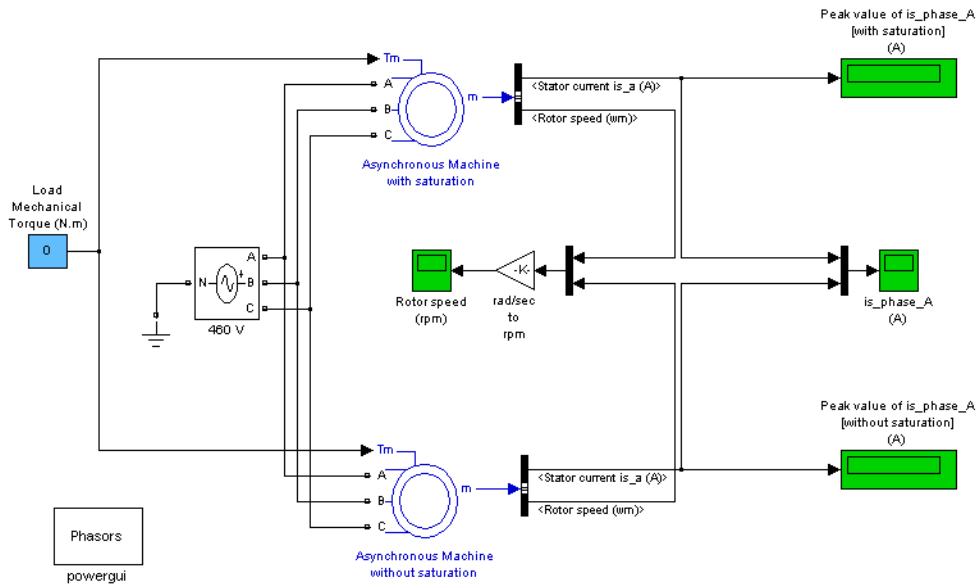 Peak value of is_phase_A
[with saturation]
(A)
Tm
A
B
C
m
<Stator current is_a (A)>
<Rotor speed (wm)>
Asynchronous Machine
with saturation
Load
Mechanical
Torque (N.m)
0
N
+
A
B
C
460 V
Rotor speed
(rpm)
-K-
rad/sec
to
rpm
is_phase_A
(A)
Peak value of is_phase_A
[without saturation]
(A)
Tm
A
B
C
m
<Stator current is_a (A)>
<Rotor speed (wm)>
Asynchronous Machine
without saturation
Phasors
powergui